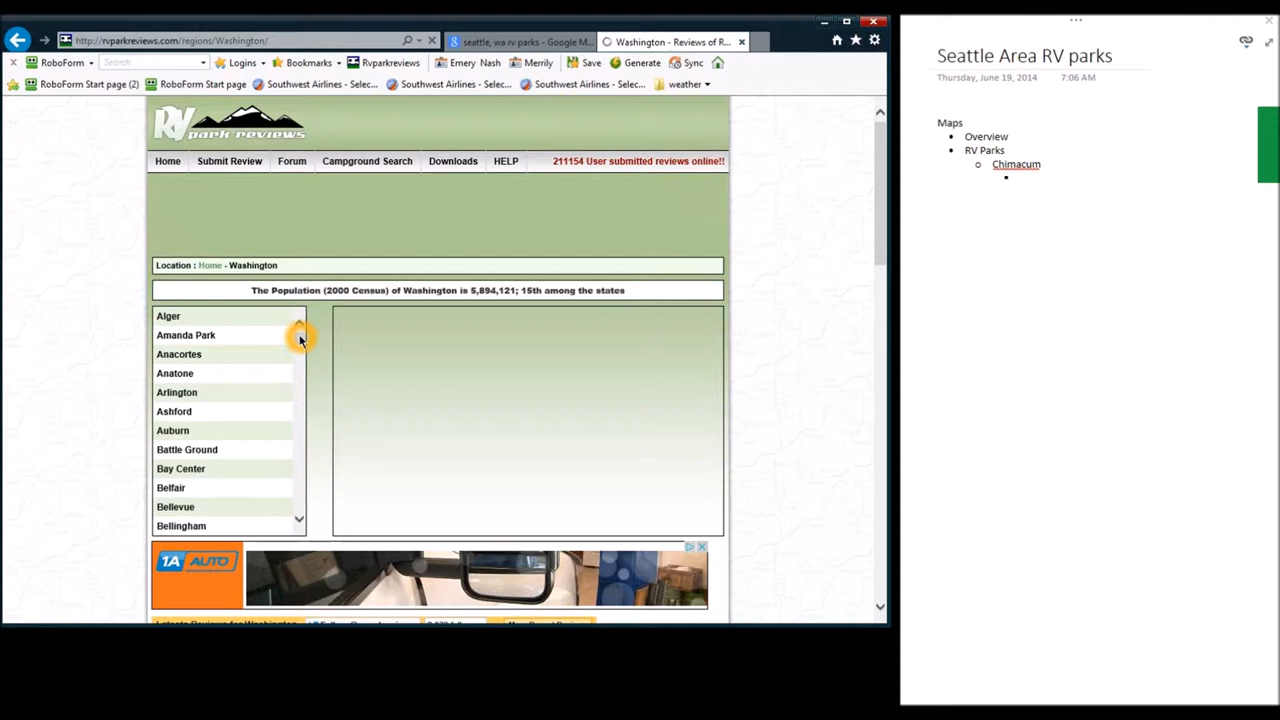 http://rvparkreviews.com/regions/Washington/
seattle, wa rv parks - Google M...
Washington - Reviews of R...
RoboForm
Search
Logins
Bookmarks
Rvparkreviews
Emery Nash
Merrily
Save
Generate
Sync
RoboForm Start page (2)
RoboForm Start page
Southwest Airlines - Selec...
Southwest Airlines - Selec...
Southwest Airlines - Selec...
weather
RV park reviews
Home Submit Review Forum Campground Search Downloads HELP 211154 User submitted reviews online!!
Location : Home - Washington
The Population (2000 Census) of Washington is 5,894,121; 15th among the states
Alger
Amanda Park
Anacortes
Anatone
Arlington
Ashford
Auburn
Battle Ground
Bay Center
Belfair
Bellevue
Bellingham
1A AUTO
Seattle Area RV parks
Thursday, June 19, 2014 7:06 AM
Maps
Overview
RV Parks
Chimacum